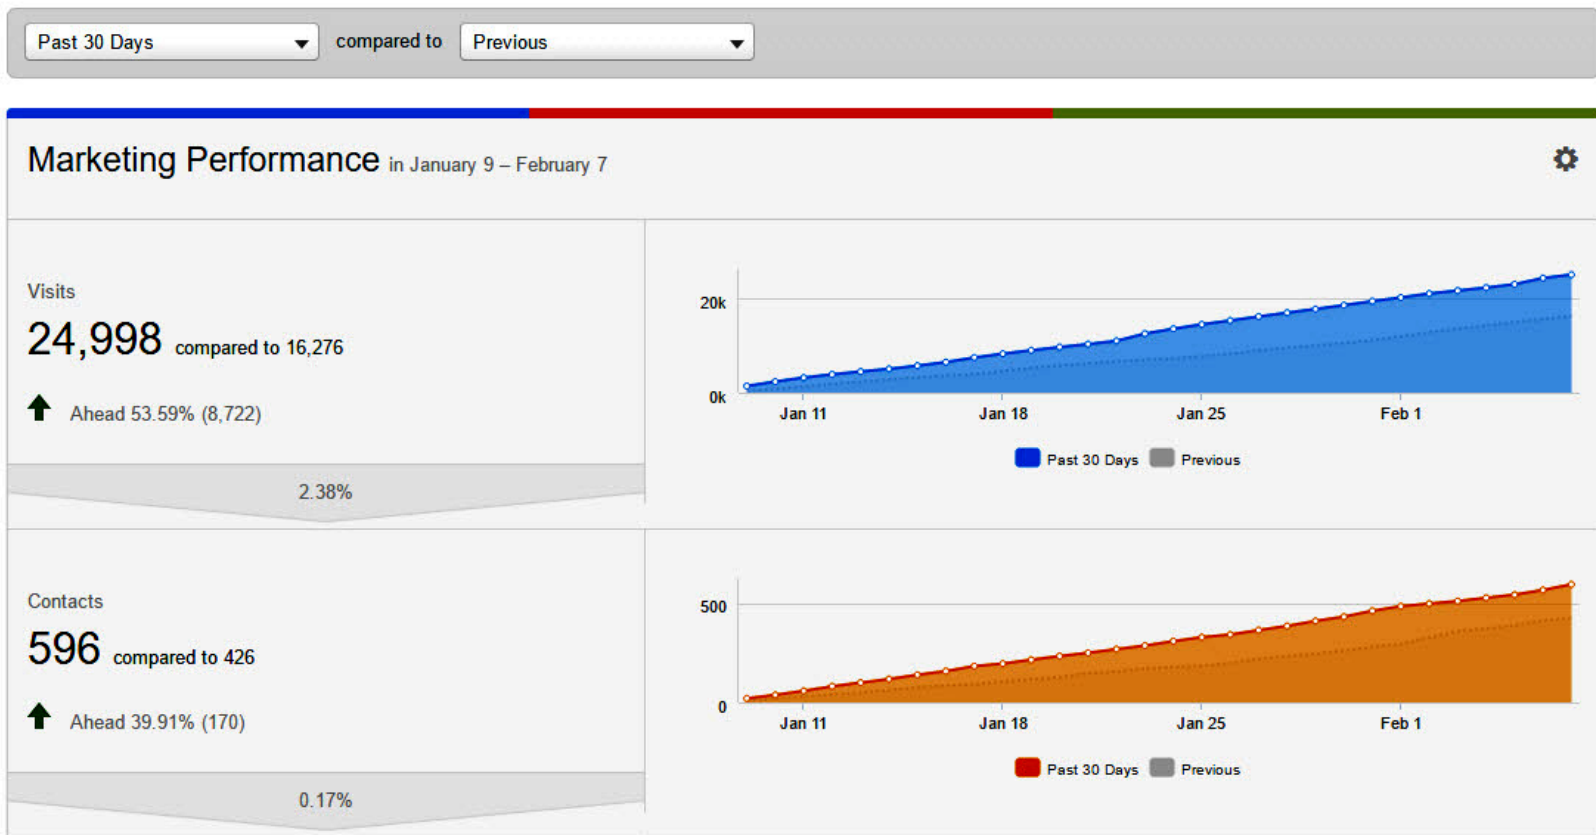 Past 30 Days compared to Previous
Marketing Performance in January 9 – February 7
Visits
24,998 compared to 16,276
Ahead 53.59% (8,722)
2.38%
20k
0k
Jan 11 Jan 18 Jan 25 Feb 1
Past 30 Days Previous
Contacts
596 compared to 426
Ahead 39.91% (170)
0.17%
500
0
Jan 11 Jan 18 Jan 25 Feb 1
Past 30 Days Previous